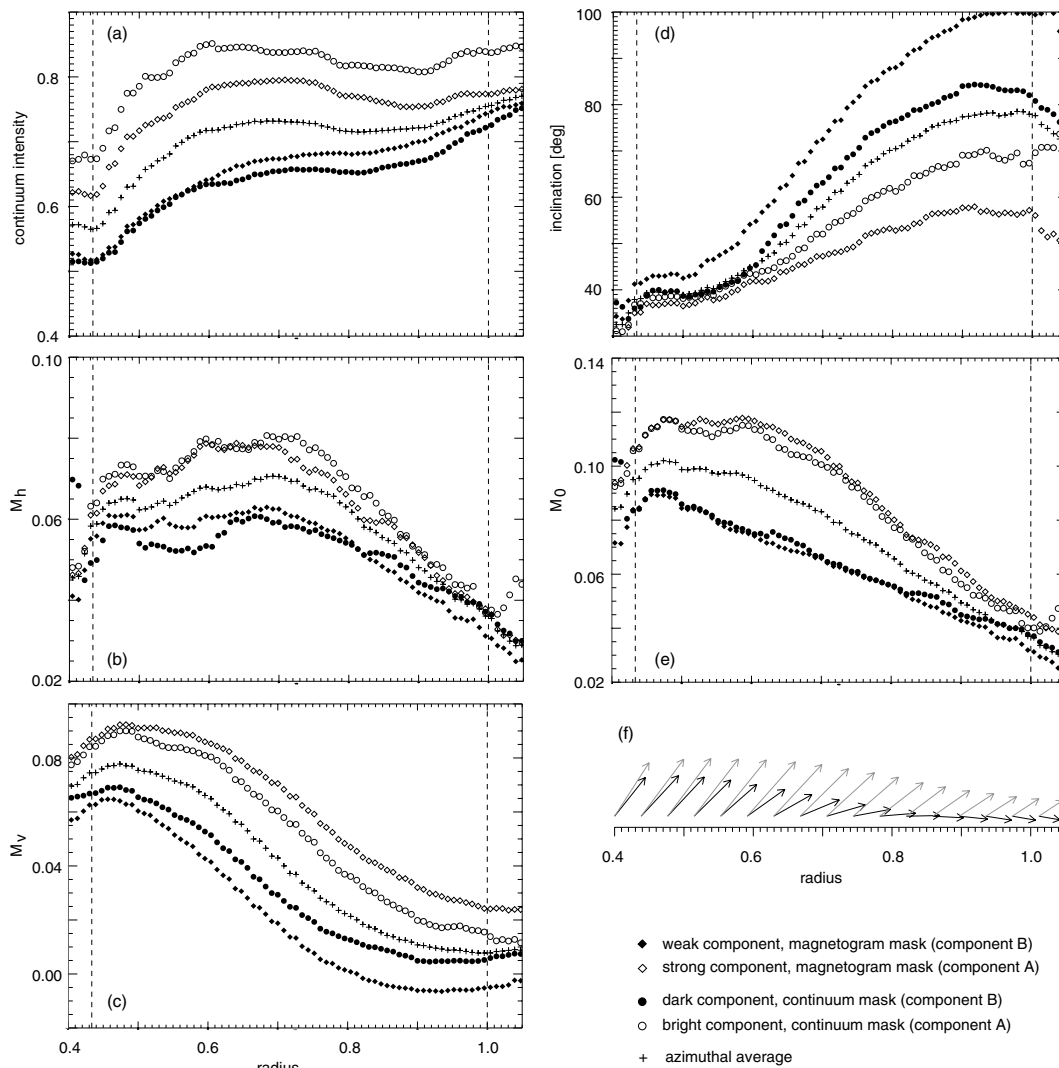 (a)
continuum intensity
0.8
0.6
0.4
(d)
inclination [deg]
100
80
60
40
0.10
M_h
0.06
0.02
(b)
0.14
M_0
0.10
0.06
0.02
(e)
0.08
M_v
0.04
0.00
(c)
0.4 0.6 0.8 1.0
radius
(f)
0.4 0.6 0.8 1.0
radius
weak component, magnetogram mask (component B)
strong component, magnetogram mask (component A)
dark component, continuum mask (component B)
bright component, continuum mask (component A)
+ azimuthal average